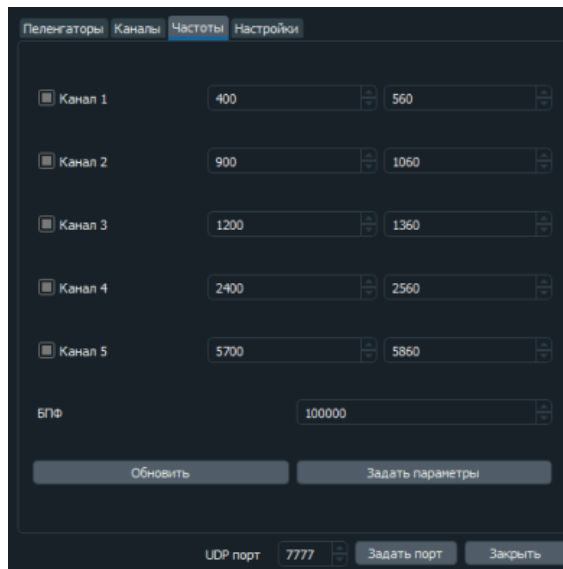 Пеленгаторы Каналы Частоты Настройки
Канал 1 400 560
Канал 2 900 1060
Канал 3 1200 1360
Канал 4 2400 2560
Канал 5 5700 5860
БПФ 100000
Обновить Задать параметры
UDP порт 7777 Задать порт Закрыть